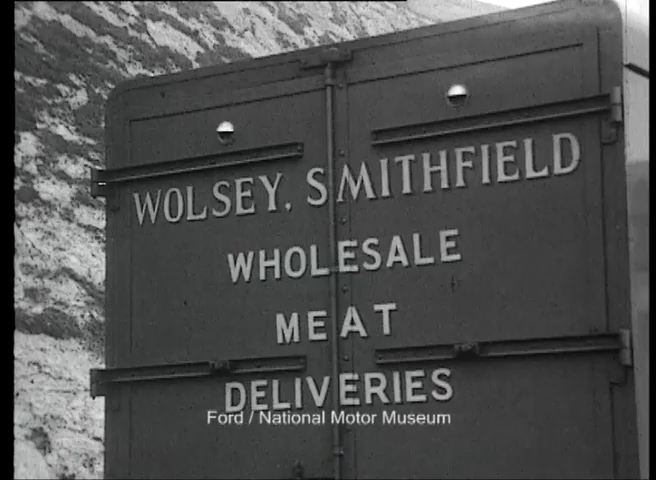 WOLSEY, SMITHFIELD
WHOLESALE
MEAT
DELIVERIES
Ford / National Motor Museum